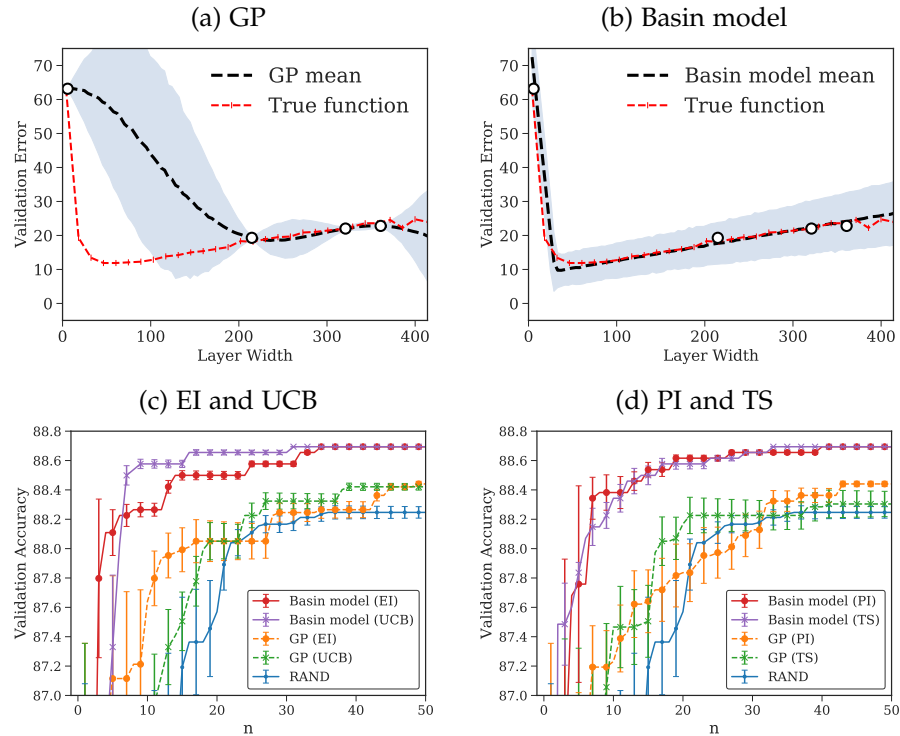 (a) GP
70
60
50
40
30
20
10
0
Validation Error
GP mean
True function
0 100 200 300 400
Layer Width
(b) Basin model
70
60
50
40
30
20
10
0
Validation Error
Basin model mean
True function
0 100 200 300 400
Layer Width
(c) EI and UCB
88.8
88.6
88.4
88.2
88.0
87.8
87.6
87.4
87.2
87.0
Validation Accuracy
Basin model (EI)
Basin model (UCB)
GP (EI)
GP (UCB)
RAND
0 10 20 30 40 50
n
(d) PI and TS
88.8
88.6
88.4
88.2
88.0
87.8
87.6
87.4
87.2
87.0
Validation Accuracy
Basin model (PI)
Basin model (TS)
GP (PI)
GP (TS)
RAND
0 10 20 30 40 50
n